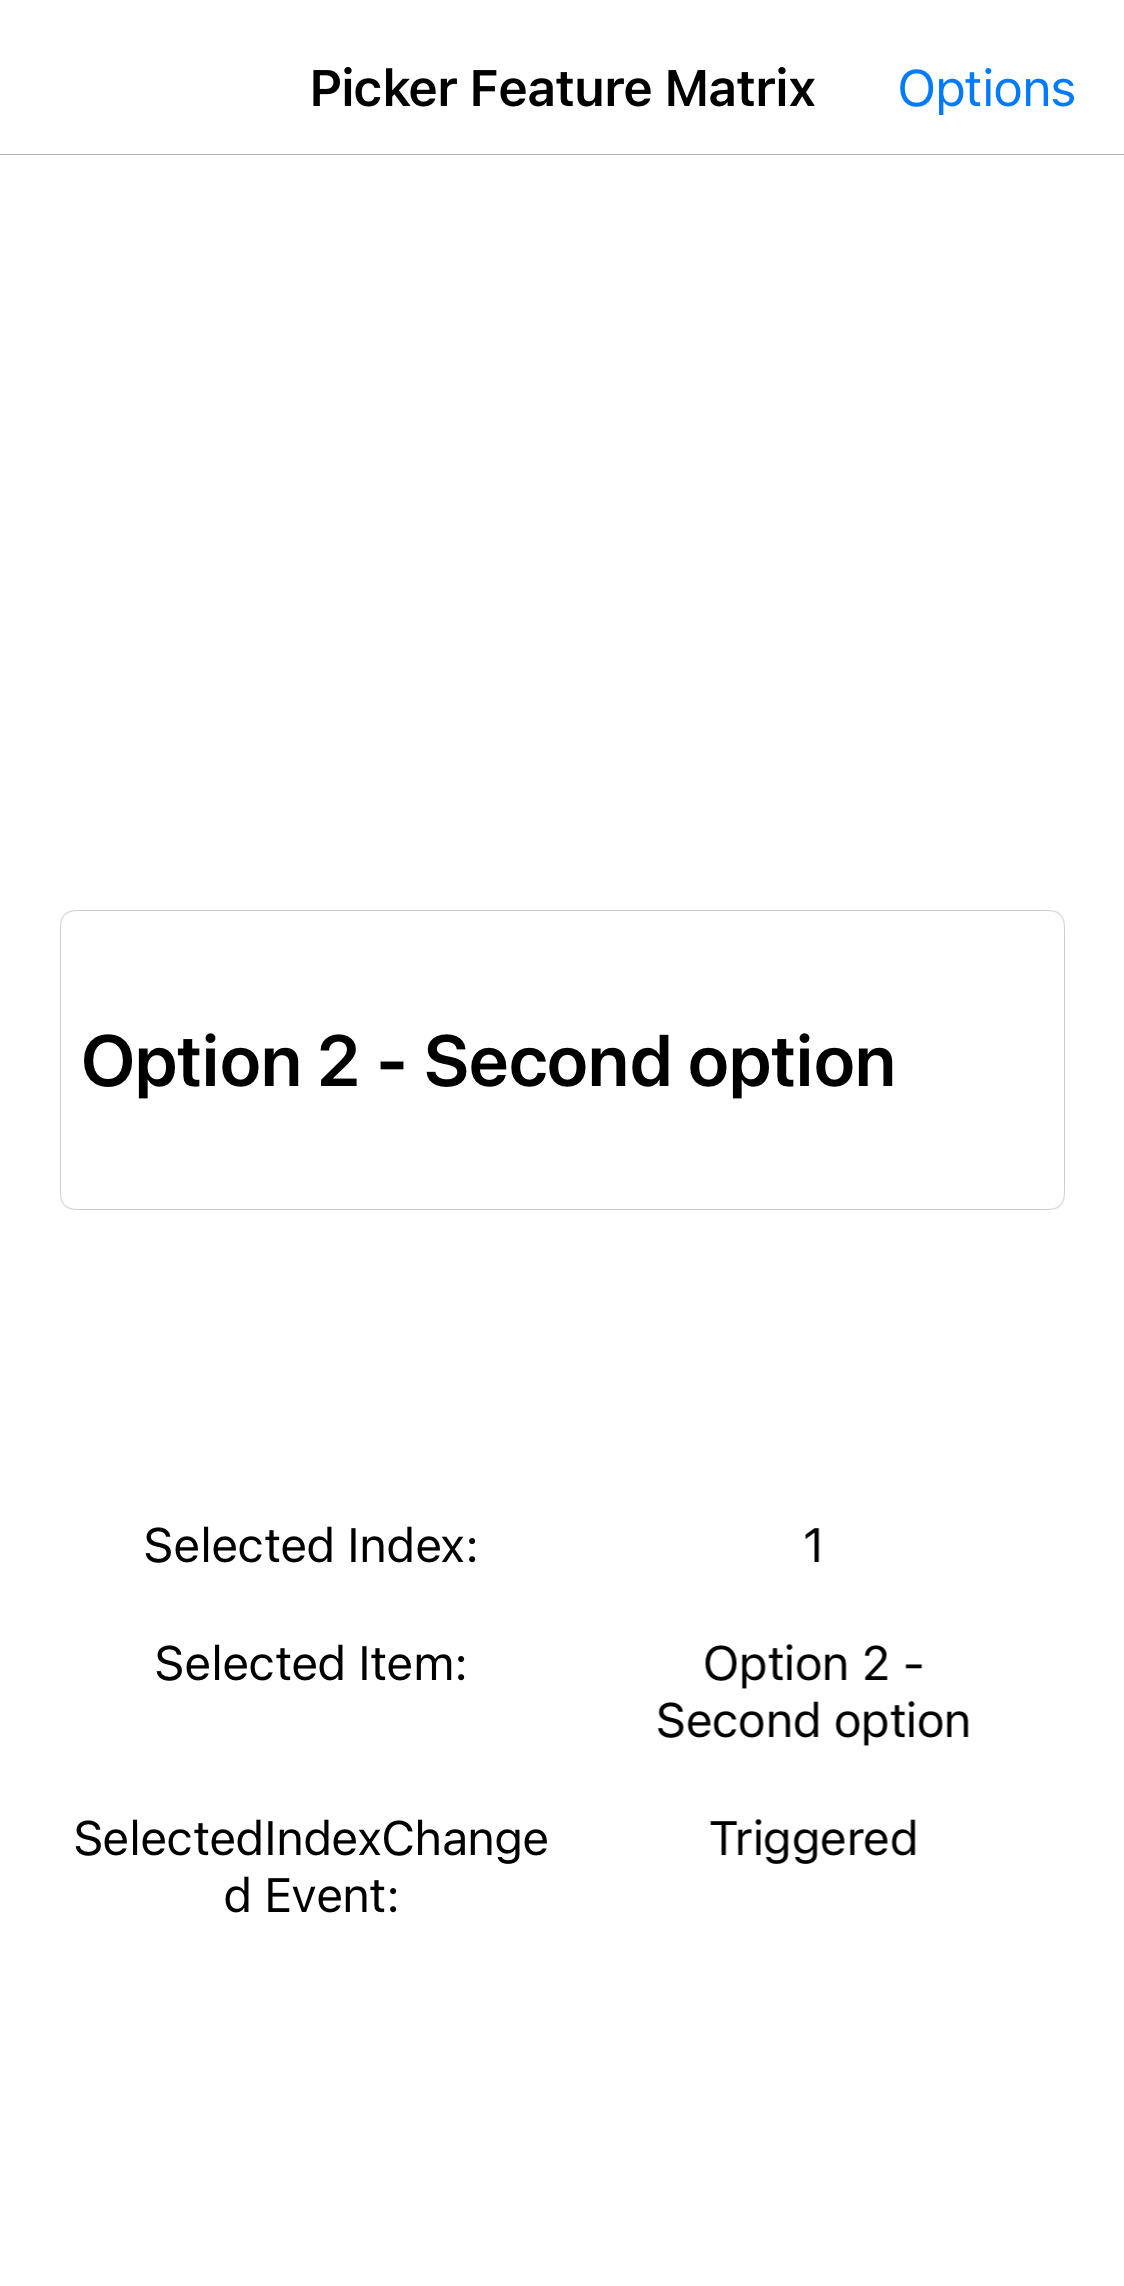 Picker Feature Matrix Options
Option 2 - Second option
Selected Index: 1
Selected Item: Option 2 -
Second option
SelectedIndexChange Triggered
d Event: